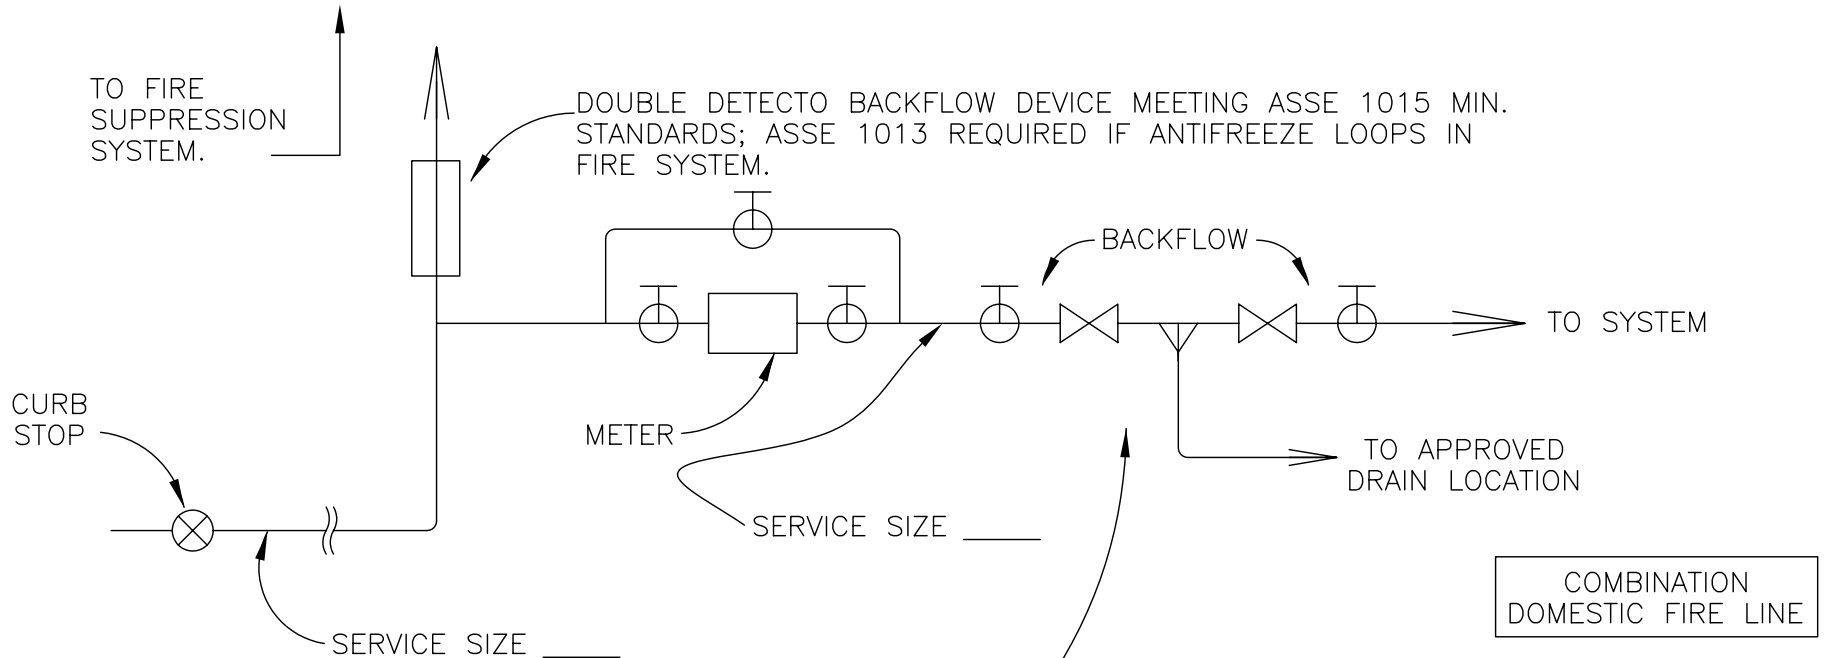 TO FIRE
SUPPRESSION
SYSTEM.
DOUBLE DETECTO BACKFLOW DEVICE MEETING ASSE 1015 MIN.
STANDARDS; ASSE 1013 REQUIRED IF ANTIFREEZE LOOPS IN
FIRE SYSTEM.
BACKFLOW
TO SYSTEM
CURB
STOP
METER
TO APPROVED
DRAIN LOCATION
SERVICE SIZE ______
COMBINATION
DOMESTIC FIRE LINE
SERVICE SIZE ______